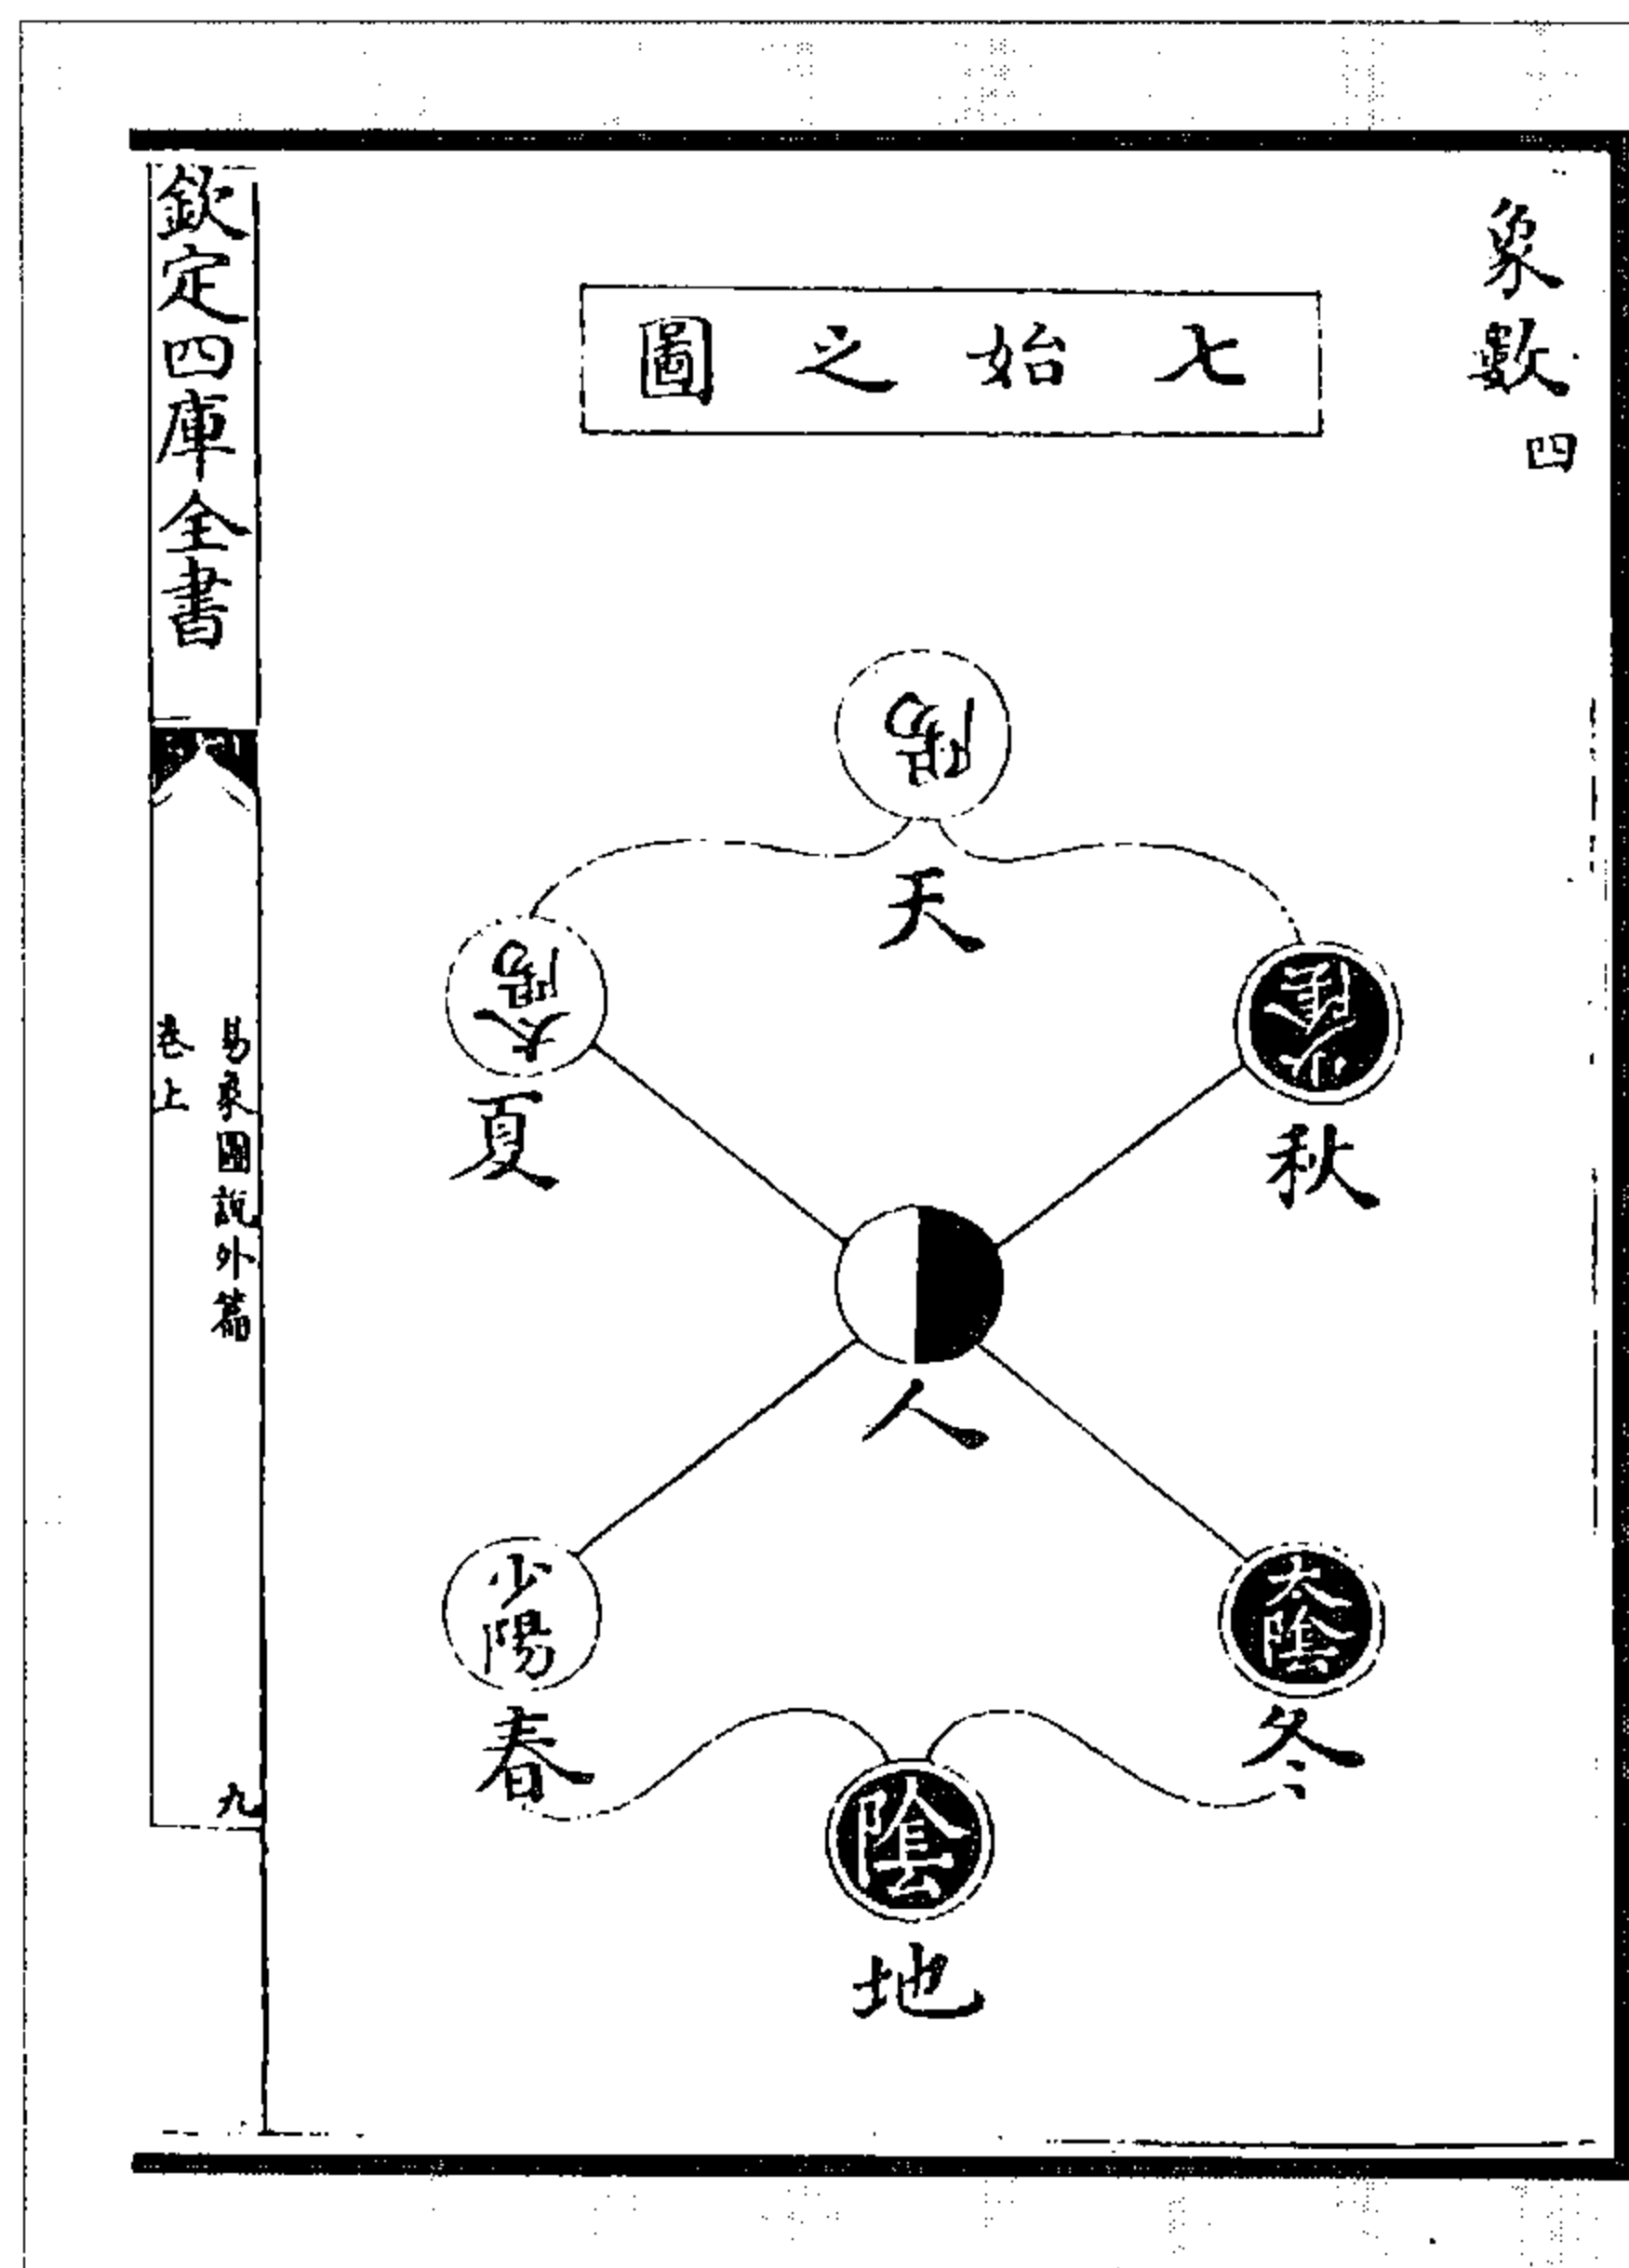 象數四
七始之圖
陽
天
太陽
夏
少陰
秋
人
少陽
春
太陰
冬
陰
地
欽定四庫全書
易象圖說外篇
卷上
九